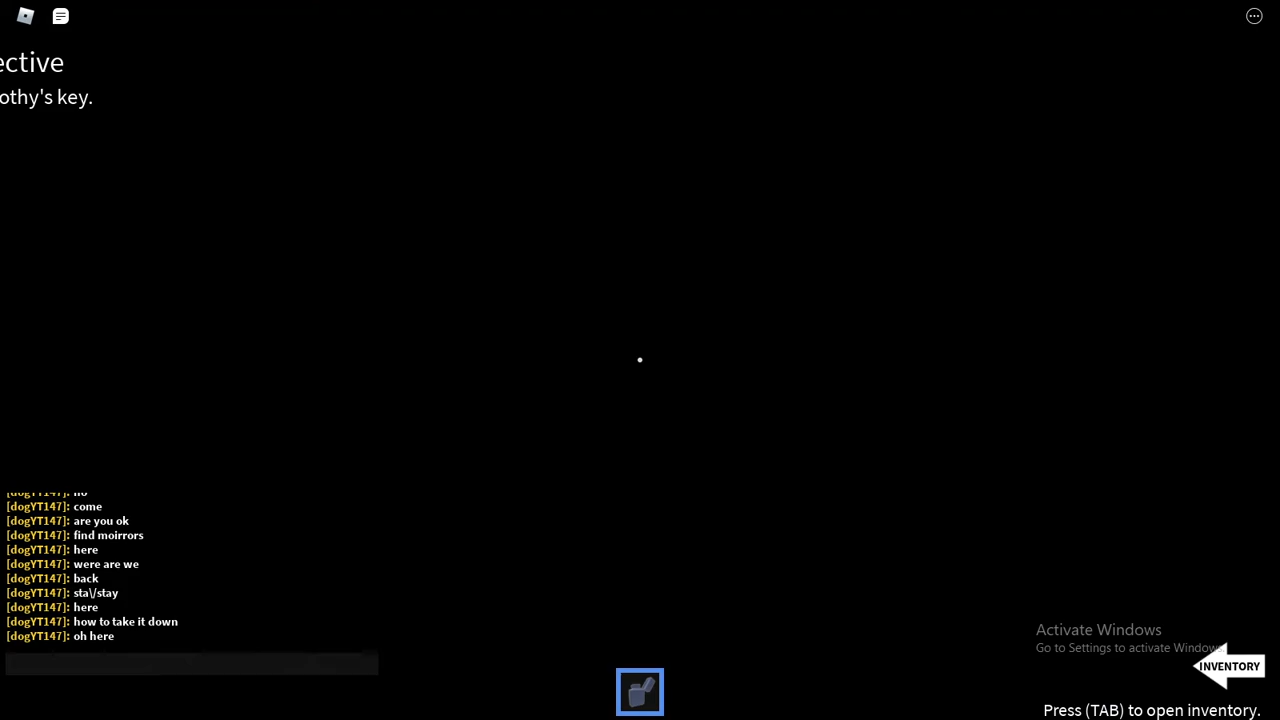 ective
othy's key.
[dogYT147]: no
[dogYT147]: come
[dogYT147]: are you ok
[dogYT147]: find moirrors
[dogYT147]: here
[dogYT147]: were are we
[dogYT147]: back
[dogYT147]: sta\/stay
[dogYT147]: here
[dogYT147]: how to take it down
[dogYT147]: oh here
Activate Windows
Go to Settings to activate Windows.
INVENTORY
Press (TAB) to open inventory.